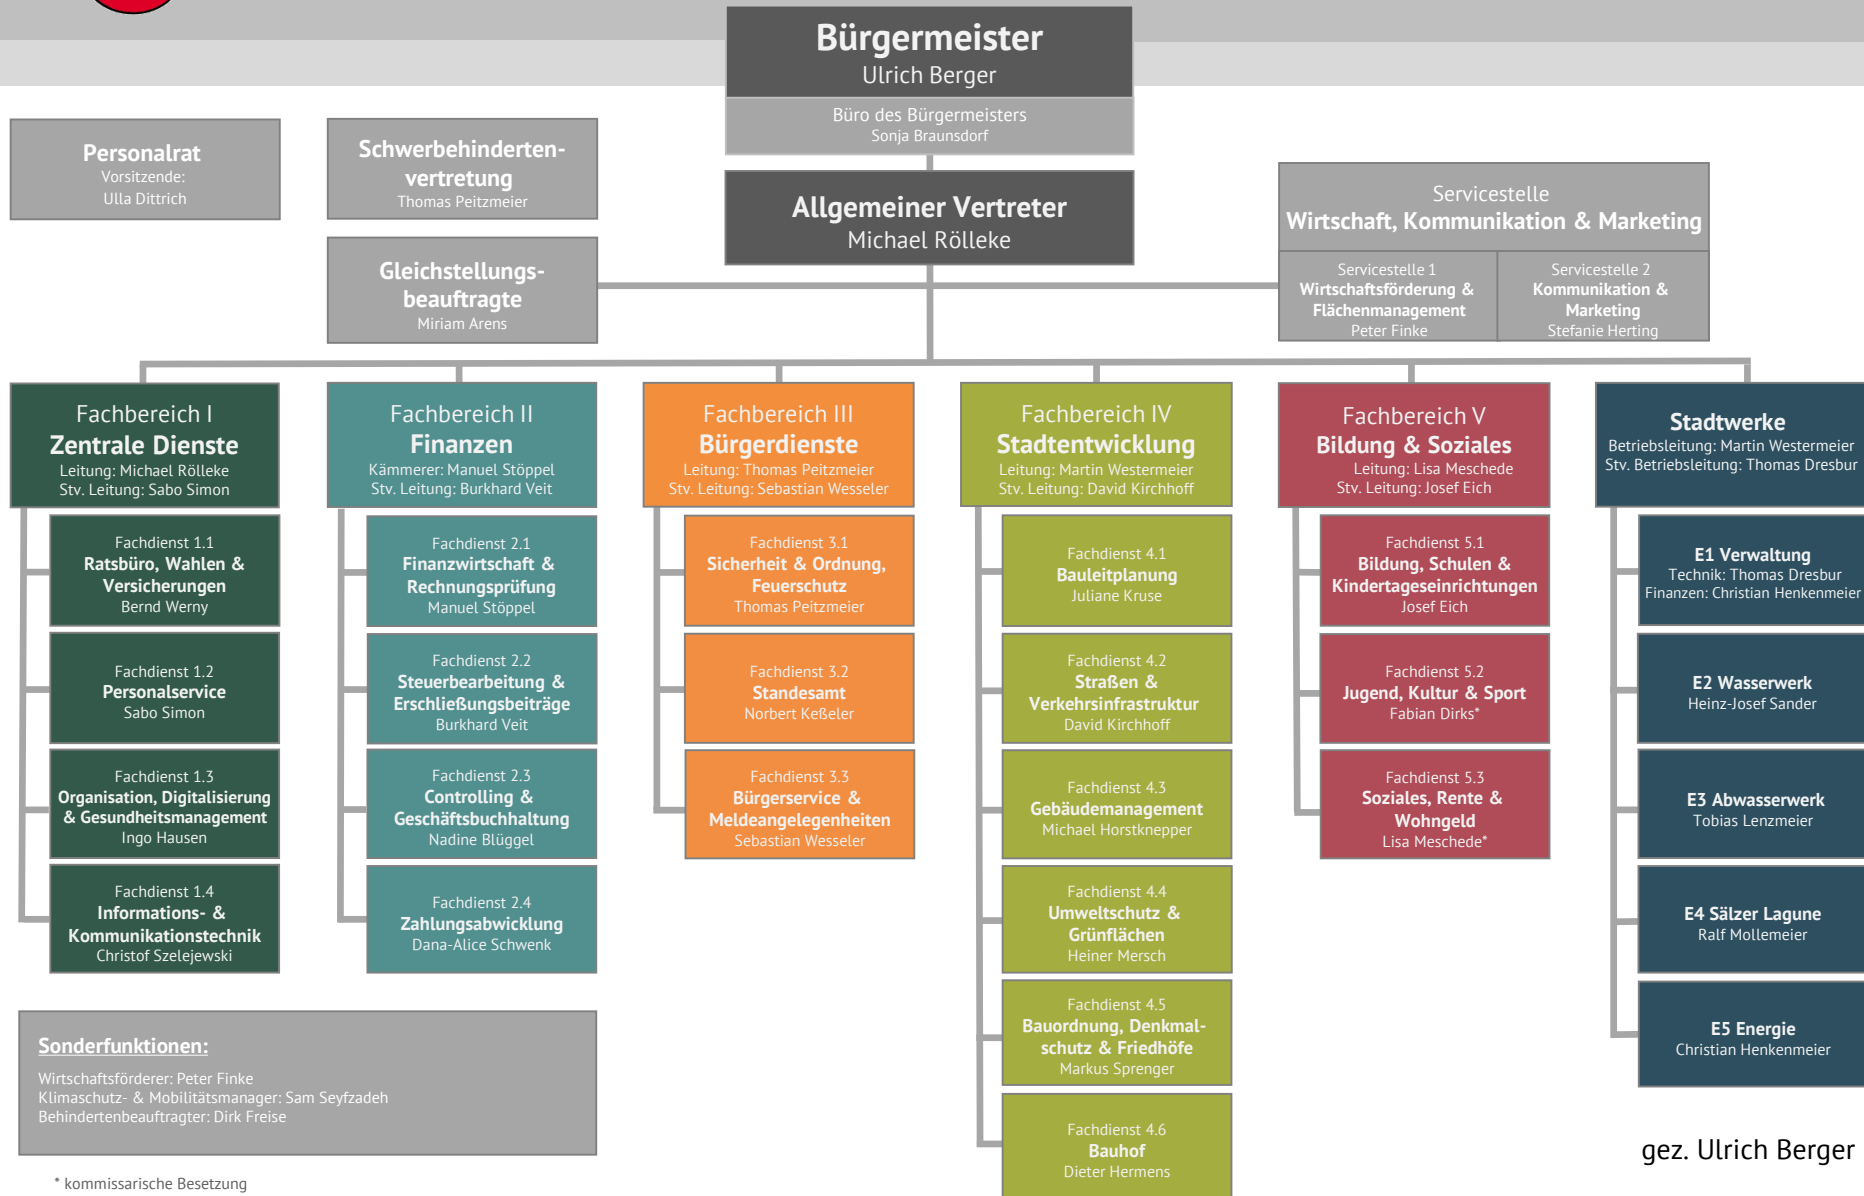 Bürgermeister
Ulrich Berger
Büro des Bürgermeisters
Sonja Braunsdorf
Personalrat
Vorsitzende:
Ulla Dittrich
Schwerbehinderten-
vertretung
Thomas Peitzmeier
Allgemeiner Vertreter
Michael Rölleke
Servicestelle
Wirtschaft, Kommunikation & Marketing
Servicestelle 1
Wirtschaftsförderung &
Flächenmanagement
Peter Finke
Servicestelle 2
Kommunikation &
Marketing
Stefanie Herting
Gleichstellungs-
beauftragte
Miriam Arens
Fachbereich I
Zentrale Dienste
Leitung: Michael Rölleke
Stv. Leitung: Sabo Simon
Fachdienst 1.1
Ratsbüro, Wahlen &
Versicherungen
Bernd Werny
Fachdienst 1.2
Personalservice
Sabo Simon
Fachdienst 1.3
Organisation, Digitalisierung
& Gesundheitsmanagement
Ingo Hausen
Fachdienst 1.4
Informations- &
Kommunikationstechnik
Christof Szelejewski
Fachbereich II
Finanzen
Kämmerer: Manuel Stöppel
Stv. Leitung: Burkhard Veit
Fachdienst 2.1
Finanzwirtschaft &
Rechnungsprüfung
Manuel Stöppel
Fachdienst 2.2
Steuerbearbeitung &
Erschließungsbeiträge
Burkhard Veit
Fachdienst 2.3
Controlling &
Geschäftsbuchhaltung
Nadine Blüggel
Fachdienst 2.4
Zahlungsabwicklung
Dana-Alice Schwenk
Fachbereich III
Bürgerdienste
Leitung: Thomas Peitzmeier
Stv. Leitung: Sebastian Wesseler
Fachdienst 3.1
Sicherheit & Ordnung,
Feuerschutz
Thomas Peitzmeier
Fachdienst 3.2
Standesamt
Norbert Keßeler
Fachdienst 3.3
Bürgerservice &
Meldeangelegenheiten
Sebastian Wesseler
Fachbereich IV
Stadtentwicklung
Leitung: Martin Westermeier
Stv. Leitung: David Kirchhoff
Fachdienst 4.1
Bauleitplanung
Juliane Kruse
Fachdienst 4.2
Straßen &
Verkehrsinfrastruktur
David Kirchhoff
Fachdienst 4.3
Gebäudemanagement
Michael Horstknepper
Fachdienst 4.4
Umweltschutz &
Grünflächen
Heiner Mersch
Fachdienst 4.5
Bauordnung, Denkmal-
schutz & Friedhöfe
Markus Sprenger
Fachdienst 4.6
Bauhof
Dieter Hermens
Fachbereich V
Bildung & Soziales
Leitung: Lisa Meschede
Stv. Leitung: Josef Eich
Fachdienst 5.1
Bildung, Schulen &
Kindertageseinrichtungen
Josef Eich
Fachdienst 5.2
Jugend, Kultur & Sport
Fabian Dirks*
Fachdienst 5.3
Soziales, Rente &
Wohngeld
Lisa Meschede*
Stadtwerke
Betriebsleitung: Martin Westermeier
Stv. Betriebsleitung: Thomas Dresbur
E1 Verwaltung
Technik: Thomas Dresbur
Finanzen: Christian Henkenmeier
E2 Wasserwerk
Heinz-Josef Sander
E3 Abwasserwerk
Tobias Lenzmeier
E4 Sälzer Lagune
Ralf Mollemeier
E5 Energie
Christian Henkenmeier
Sonderfunktionen:
Wirtschaftsförderer: Peter Finke
Klimaschutz- & Mobilitätsmanager: Sam Seyfzadeh
Behindertenbeauftragter: Dirk Freise
gez. Ulrich Berger
* kommissarische Besetzung